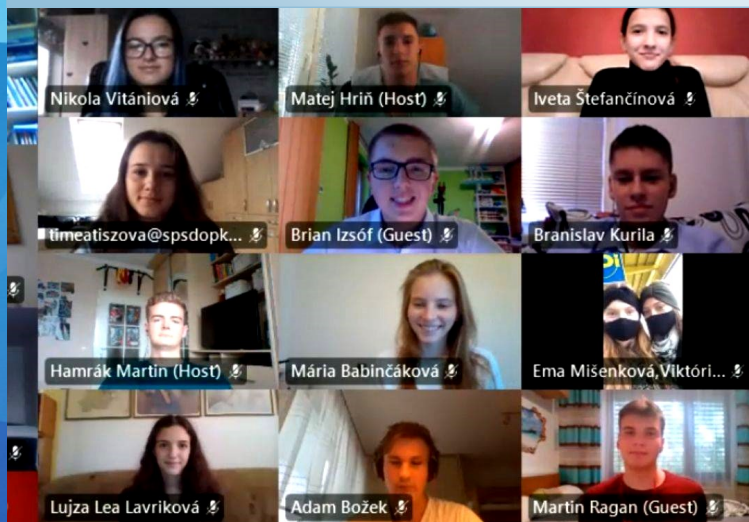 Nikola Vitániová
Matej Hriň (Hosť)
Iveta Štefančínová
timeatiszova@spsdopk...
Brian Izsóf (Guest)
Branislav Kurila
Hamrák Martin (Hosť)
Mária Babinčáková
Ema Mišenková,Viktóri...
Lujza Lea Lavriková
Adam Božek
Martin Ragan (Guest)